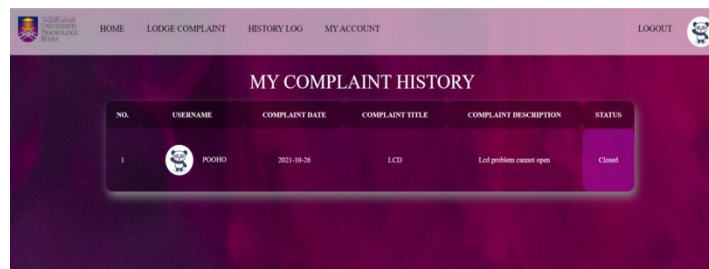 UNIVERSITI
TEKNOLOGI
MARA
HOME LODGE COMPLAINT HISTORY LOG MY ACCOUNT LOGOUT
MY COMPLAINT HISTORY
NO. USERNAME COMPLAINT DATE COMPLAINT TITLE COMPLAINT DESCRIPTION STATUS
1 POOHO 2021-10-26 LCD Lcd problem cannot open Closed